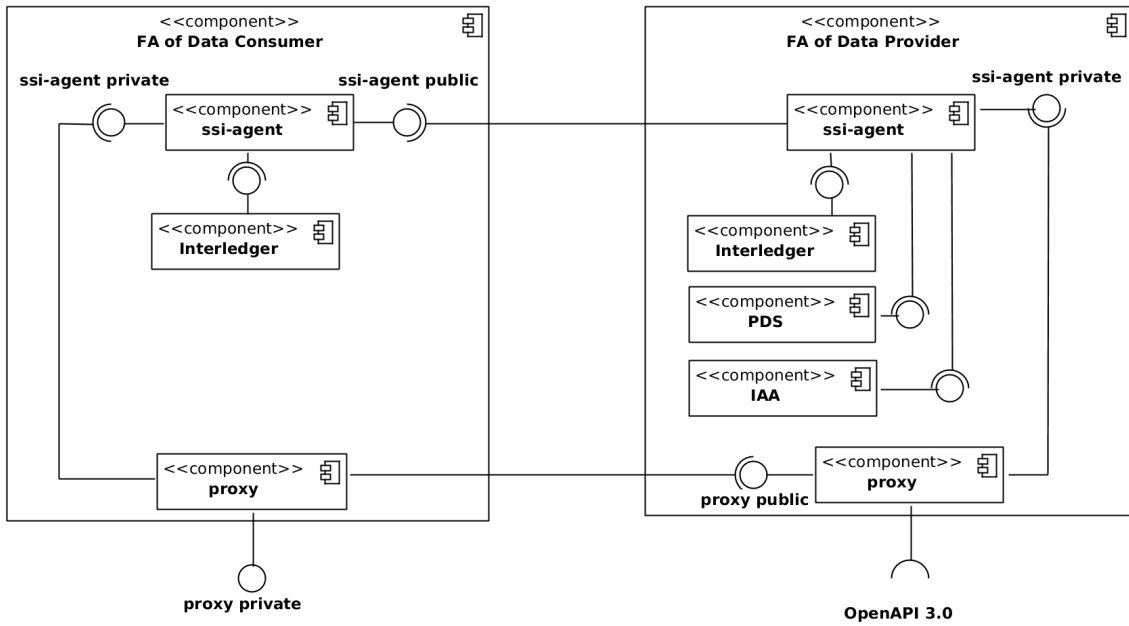 <<component>>
FA of Data Consumer
ssi-agent private
ssi-agent public
<<component>>
ssi-agent
<<component>>
Interledger
<<component>>
proxy
proxy private
<<component>>
FA of Data Provider
ssi-agent private
<<component>>
ssi-agent
<<component>>
Interledger
<<component>>
PDS
<<component>>
IAA
<<component>>
proxy
proxy public
OpenAPI 3.0